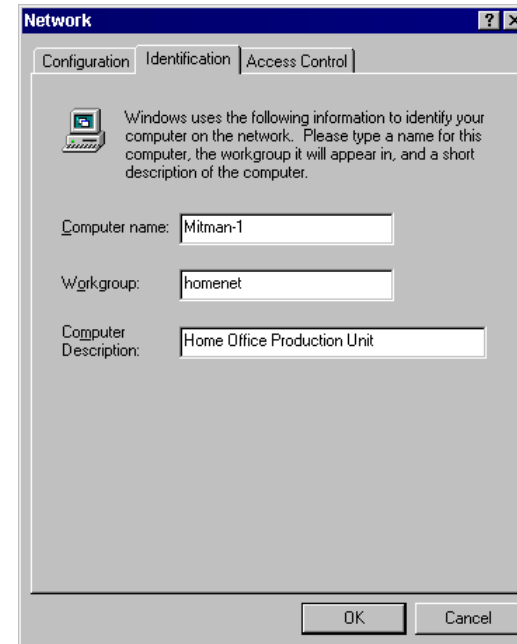 Network
Configuration Identification Access Control
Windows uses the following information to identify your
computer on the network. Please type a name for this
computer, the workgroup it will appear in, and a short
description of the computer.
Computer name: Mitman-1
Workgroup: homenet
Computer
Description: Home Office Production Unit
OK Cancel